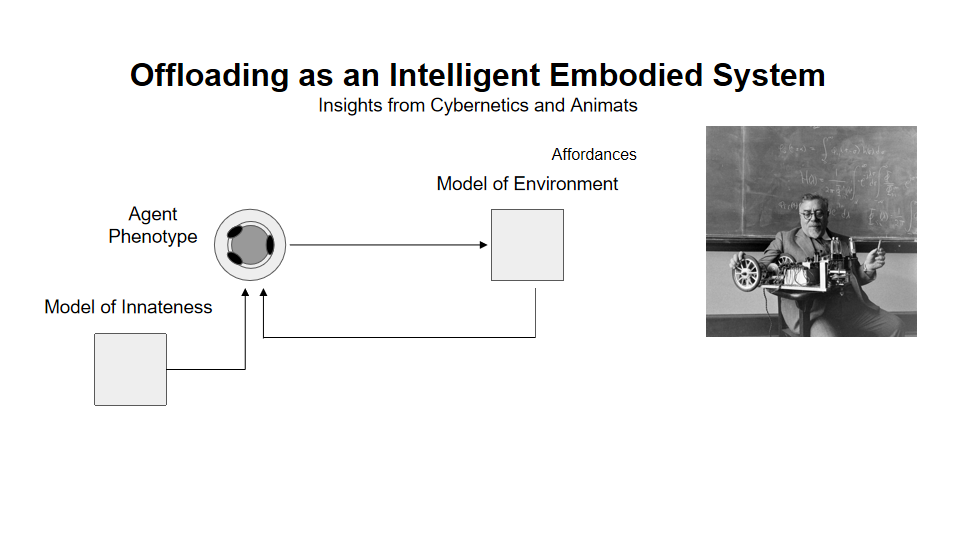 Offloading as an Intelligent Embodied System
Insights from Cybernetics and Animats
Affordances
Model of Environment
Agent
Phenotype
Model of Innateness